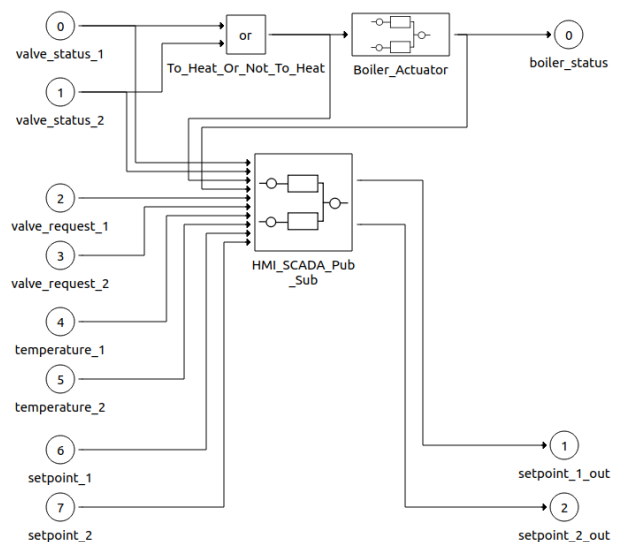 0
valve_status_1
or
To_Heat_Or_Not_To_Heat
Boiler_Actuator
0
boiler_status
1
valve_status_2
2
valve_request_1
3
valve_request_2
HMI_SCADA_Pub
_Sub
4
temperature_1
5
temperature_2
6
setpoint_1
7
setpoint_2
1
setpoint_1_out
2
setpoint_2_out